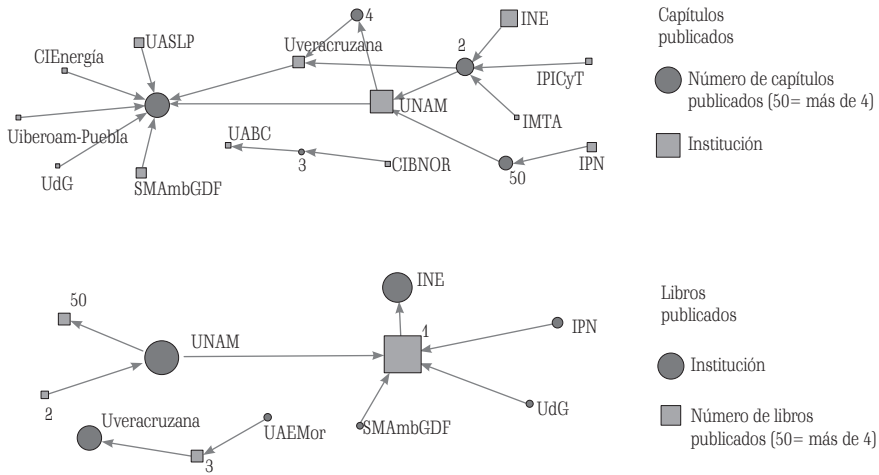 4
INE
Capítulos
publicados
CIEnergía
UASLP
Uveracruzana
2
IPICyT
Número de capítulos
publicados (50= más de 4)
UNAM
IMTA
Uiberoam-Puebla
UABC
Institución
3
CIBNOR
50
IPN
UdG
SMAmbGDF
INE
Libros
publicados
50
UNAM
1
IPN
Institución
2
Uveracruzana
UAEMor
SMAmbGDF
UdG
Número de libros
publicados (50= más de 4)
3